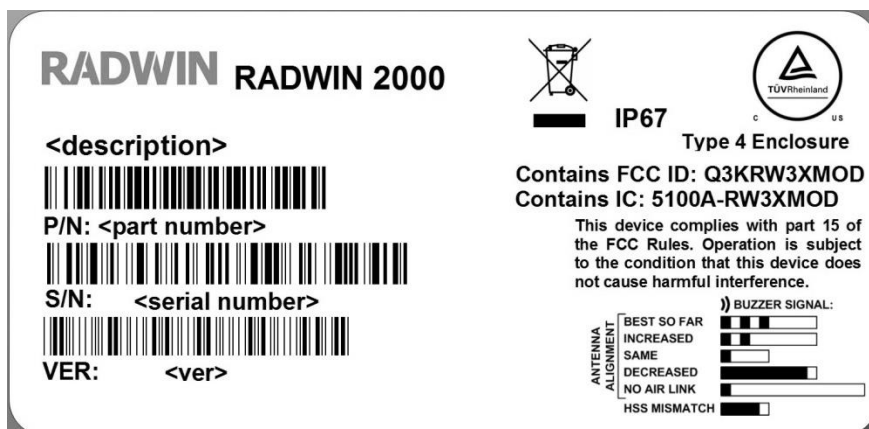 RADWIN RADWIN 2000
<description>
P/N: <part number>
S/N: <serial number>
VER: <ver>
IP67
TÜVRheinland
C US
Type 4 Enclosure
Contains FCC ID: Q3KRW3XMOD
Contains IC: 5100A-RW3XMOD
This device complies with part 15 of
the FCC Rules. Operation is subject
to the condition that this device does
not cause harmful interference.
BUZZER SIGNAL:
ANTENNA
ALIGNMENT
BEST SO FAR
INCREASED
SAME
DECREASED
NO AIR LINK
HSS MISMATCH